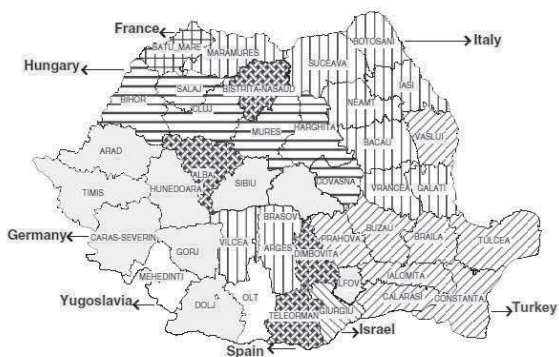 France
BOTOSANI
Italy
SATU_MARE
MARAMURES
SUCEAVA
Hungary
SALAJ
BISTRITA-NASAUD
IASI
BIHOR
CLUJ
NEAMT
MURES
HARGHITA
BACAU
VASLUI
ARAD
ALBA
COVASNA
TIMIS
HUNEDOARA
SIBIU
VRANCEA
GALATI
BRASOV
Germany
CARAS-SEVERIN
GORJ
VILCEA
ARGES
PRAHOVA
BUZAU
BRAILA
TULCEA
DIMBOVITA
MEHEDINTI
ILFOV
IALOMITA
Yugoslavia
DOLJ
OLT
TELEORMAN
GIURGIU
CALARASI
CONSTANTA
Turkey
Israel
Spain